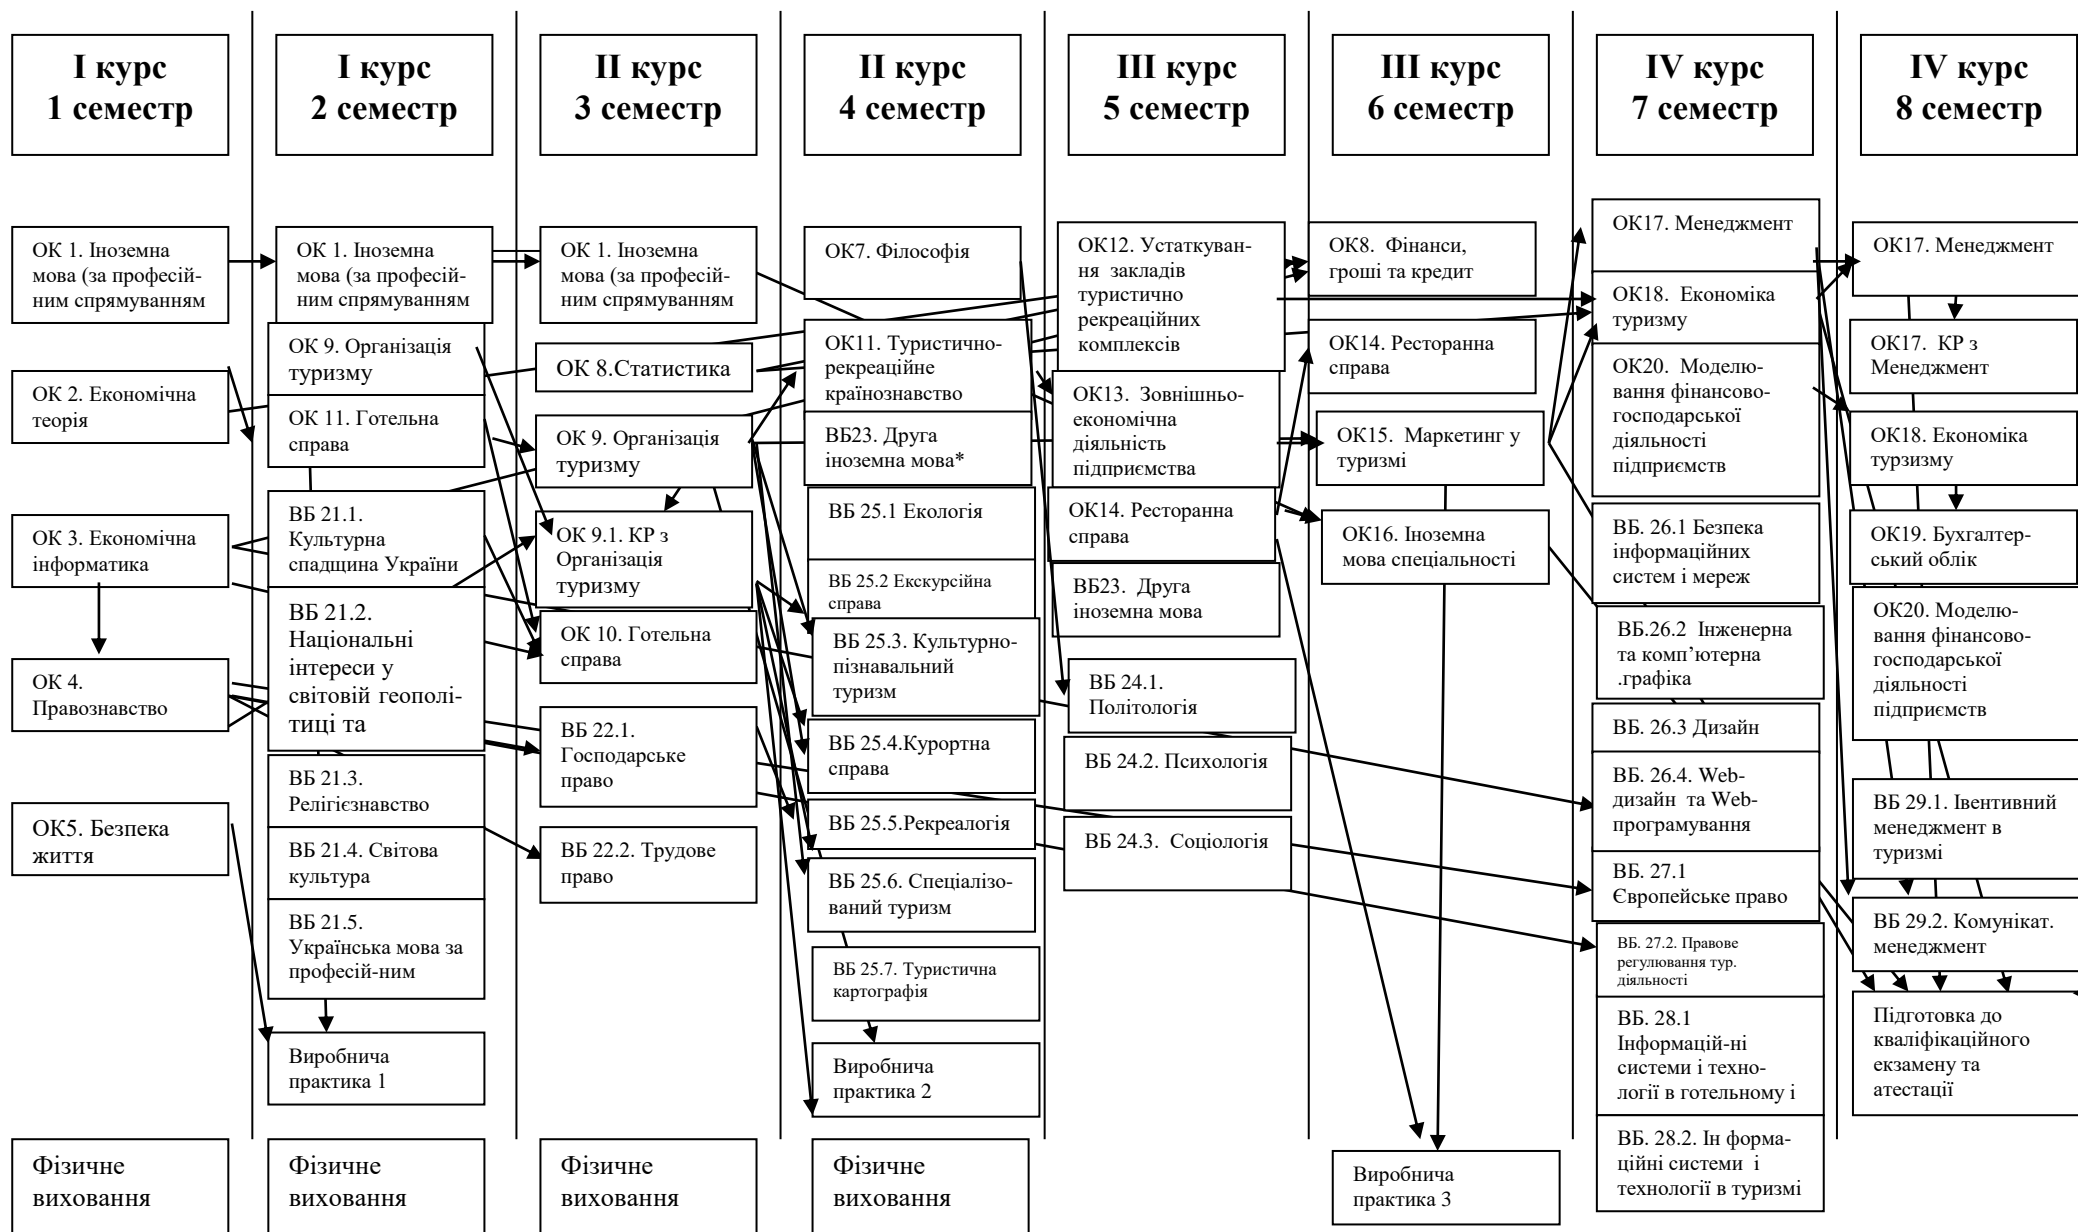 І курс
1 семестр
І курс
2 семестр
ІІ курс
3 семестр
ІІ курс
4 семестр
ІІІ курс
5 семестр
ІІІ курс
6 семестр
IV курс
7 семестр
IV курс
8 семестр
ОК 1. Іноземна
мова (за професій-
ним спрямуванням
ОК 2. Економічна
теорія
ОК 3. Економічна
інформатика
ОК 4.
Правознавство
ОК5. Безпека
життя
Фізичне
виховання
ОК 1. Іноземна
мова (за професій-
ним спрямуванням
ОК 9. Організація
туризму
ОК 11. Готельна
справа
ВБ 21.1.
Культурна
спадщина України
ВБ 21.2.
Національні
інтереси у
світовій геополі-
тиці та
ВБ 21.3.
Релігієзнавство
ВБ 21.4. Світова
культура
ВБ 21.5.
Українська мова за
професій-ним
Виробнича
практика 1
Фізичне
виховання
ОК 1. Іноземна
мова (за професій-
ним спрямуванням
ОК 8.Статистика
ОК 9. Організація
туризму
ОК 9.1. КР з
Організація
туризму
ОК 10. Готельна
справа
ВБ 22.1.
Господарське
право
ВБ 22.2. Трудове
право
Фізичне
виховання
ОК7. Філософія
ОК11. Туристично-
рекреаційне
країнознавство
ВБ23. Друга
іноземна мова*
ВБ 25.1 Екологія
ВБ 25.2 Екскурсійна
справа
ВБ 25.3. Культурно-
пізнавальний
туризм
ВБ 25.4.Курортна
справа
ВБ 25.5.Рекреалогія
ВБ 25.6. Спеціалізо-
ваний туризм
ВБ 25.7. Туристична
картографія
Виробнича
практика 2
Фізичне
виховання
ОК12. Устаткуван-
ня закладів
туристично
рекреаційних
комплексів
ОК13. Зовнішньо-
економічна
діяльність
підприємства
ОК14. Ресторанна
справа
ВБ23. Друга
іноземна мова
ВБ 24.1.
Політологія
ВБ 24.2. Психологія
ВБ 24.3. Соціологія
ОК8. Фінанси,
гроші та кредит
ОК14. Ресторанна
справа
ОК15. Маркетинг у
туризмі
ОК16. Іноземна
мова спеціальності
Виробнича
практика 3
ОК17. Менеджмент
ОК18. Економіка
туризму
ОК20. Моделю-
вання фінансово-
господарської
діяльності
підприємств
ВБ. 26.1 Безпека
інформаційних
систем і мереж
ВБ.26.2 Інженерна
та комп’ютерна
.графіка
ВБ. 26.3 Дизайн
ВБ. 26.4. Web-
дизайн та Web-
програмування
ВБ. 27.1
Європейське право
ВБ. 27.2. Правове
регулювання тур.
діяльності
ВБ. 28.1
Інформацій-ні
системи і техно-
логії в готельному і
ВБ. 28.2. Ін форма-
ційні системи і
технології в туризмі
ОК17. Менеджмент
ОК17. КР з
Менеджмент
ОК18. Економіка
турзизму
ОК19. Бухгалтер-
ський облік
ОК20. Моделю-
вання фінансово-
господарської
діяльності
підприємств
ВБ 29.1. Івентивний
менеджмент в
туризмі
ВБ 29.2. Комунікат.
менеджмент
Підготовка до
кваліфікаційного
екзамену та
атестації